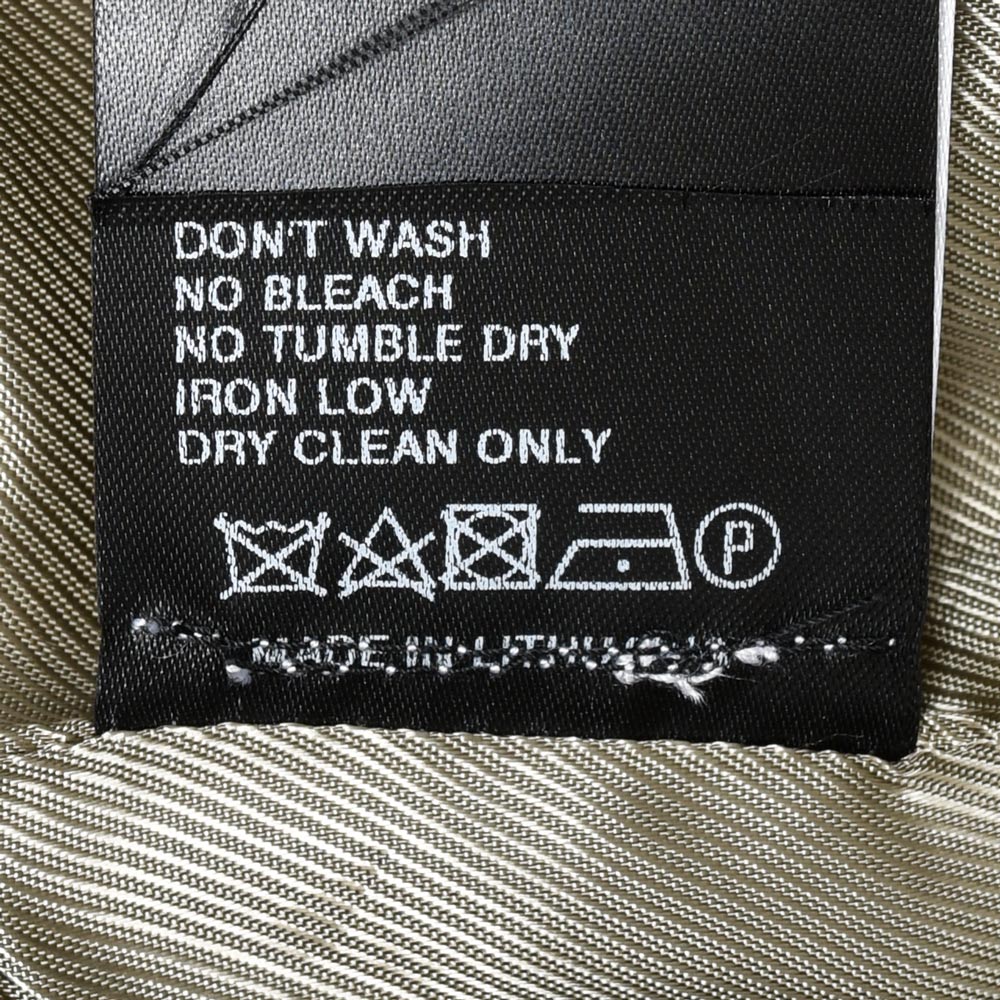 DON'T WASH
NO BLEACH
NO TUMBLE DRY
IRON LOW
DRY CLEAN ONLY
P
MADE IN